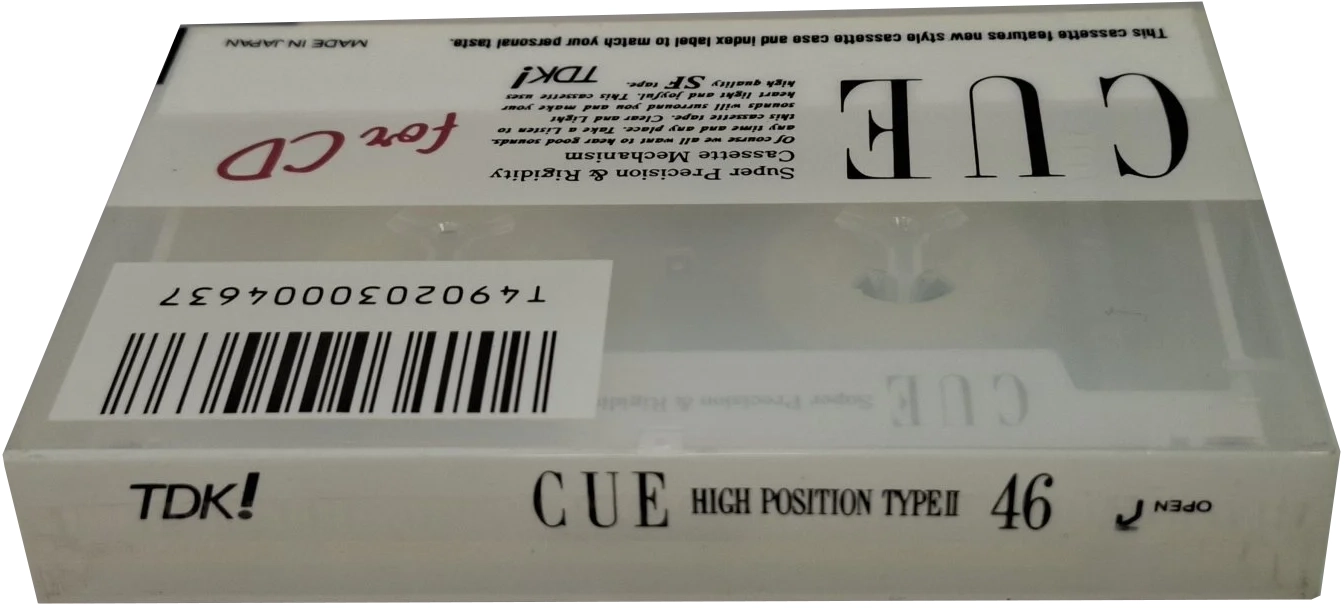 This cassette features new style cassette case and index label to match your personal taste.
MADE IN JAPAN
CUE
Super Precision & Rigidity
Cassette Mechanism
Of course we all want to hear good sounds.
any time and any place. Take a Listen to
this cassette tape. Clear and Light
sounds will surround you and make your
heart light and joyful. This cassette uses
high quality SF tape.
TDK!
for CD
T4902030004637
CUE
Super Precision & Rigidity
TDK!
CUE HIGH POSITION TYPE II 46
OPEN